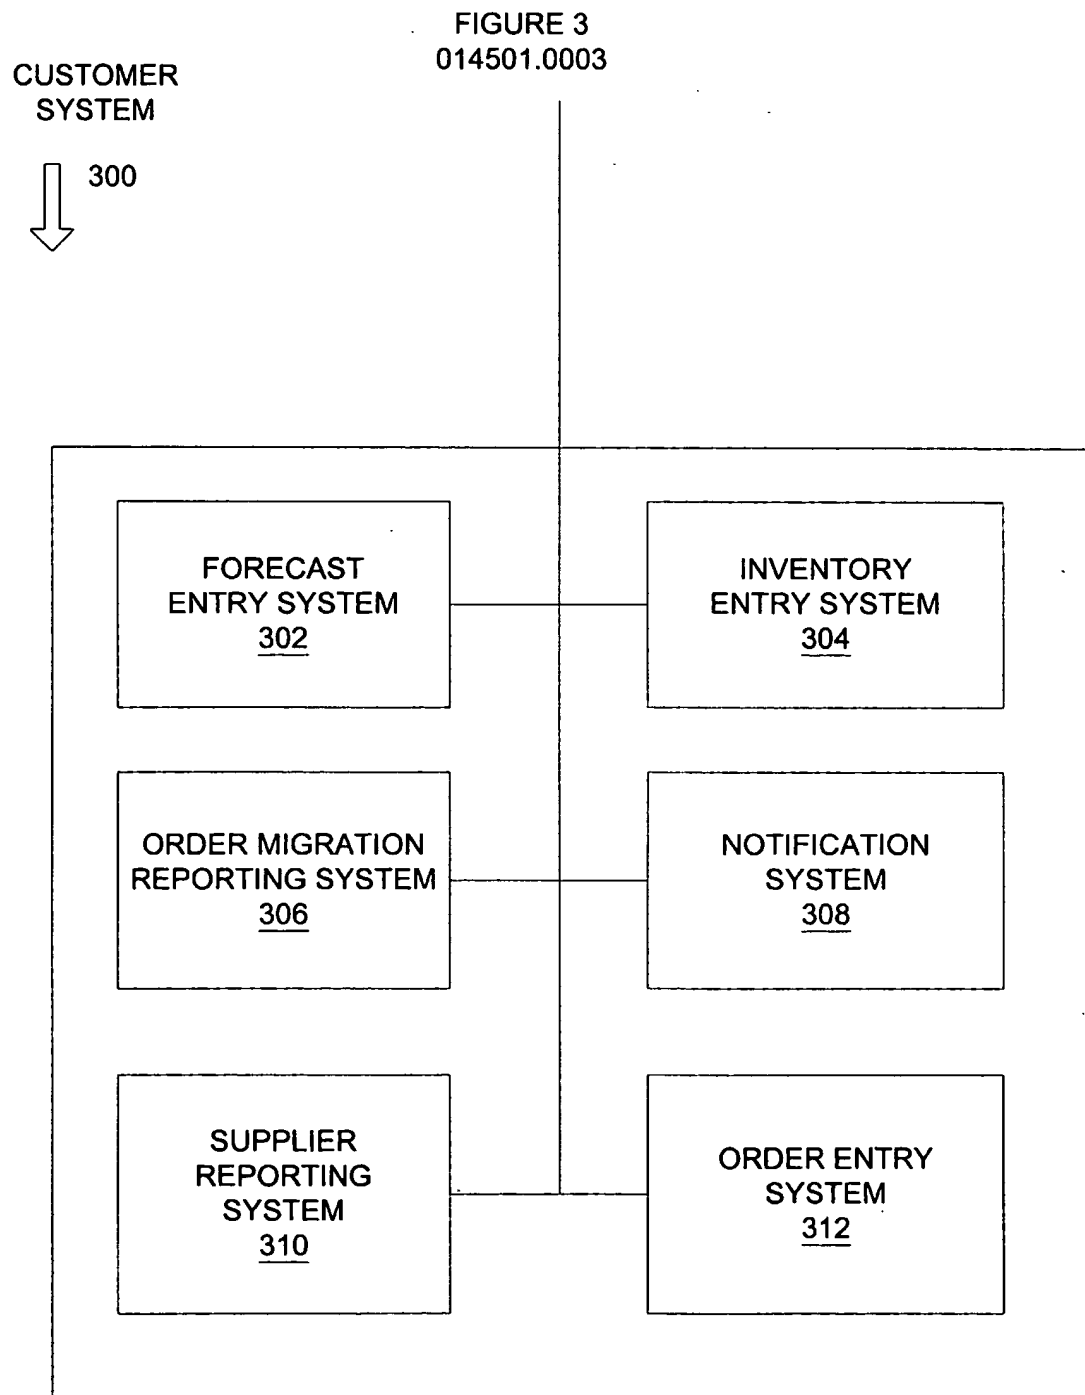 FIGURE 3
014501.0003
CUSTOMER
SYSTEM
300
FORECAST
ENTRY SYSTEM
302
INVENTORY
ENTRY SYSTEM
304
ORDER MIGRATION
REPORTING SYSTEM
306
NOTIFICATION
SYSTEM
308
SUPPLIER
REPORTING
SYSTEM
310
ORDER ENTRY
SYSTEM
312